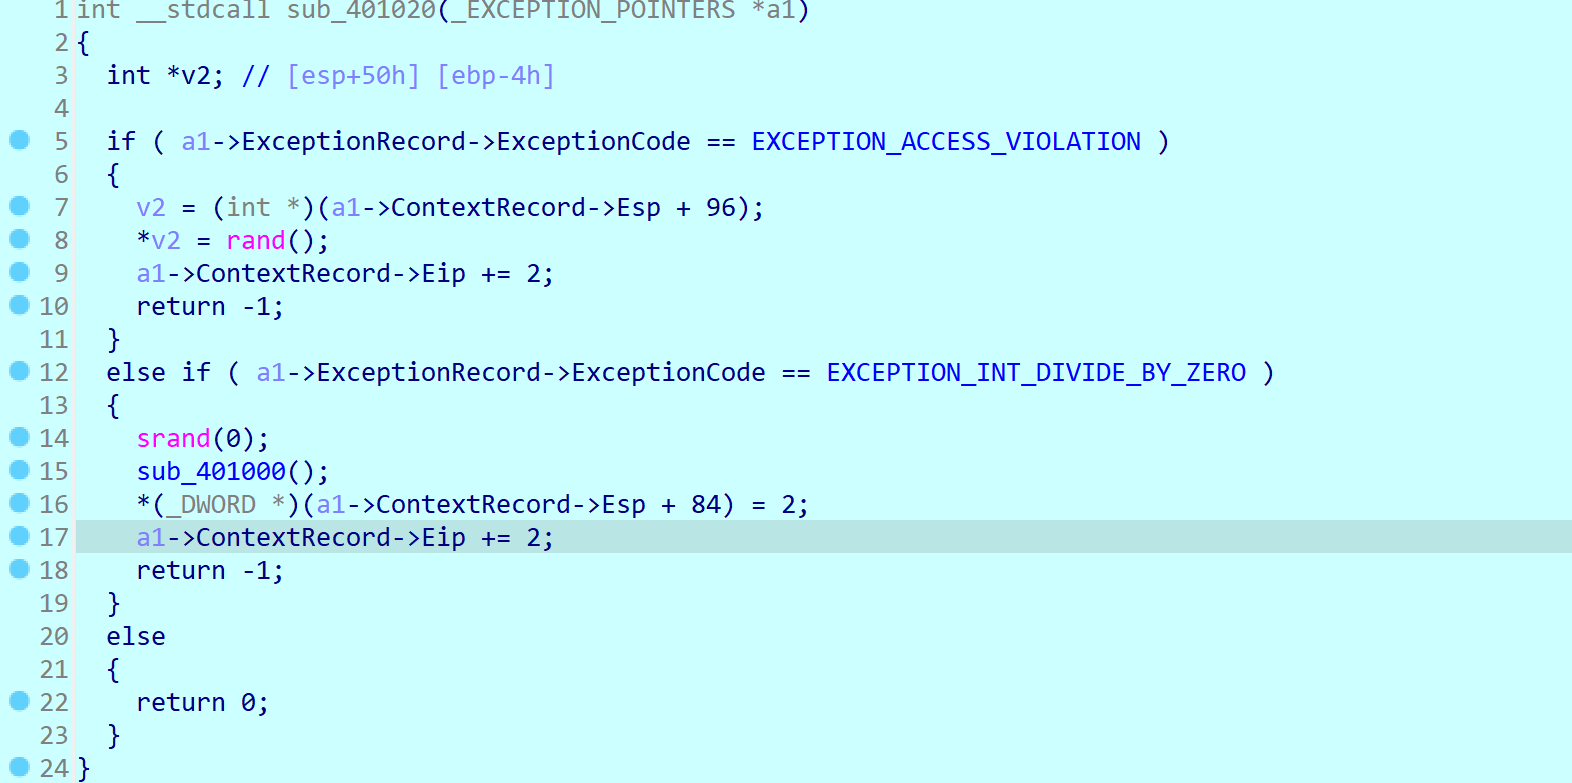 1 int __stdcall sub_401020(_EXCEPTION_POINTERS *a1)
2 {
3   int *v2; // [esp+50h] [ebp-4h]
4
5   if ( a1->ExceptionRecord->ExceptionCode == EXCEPTION_ACCESS_VIOLATION )
6   {
7     v2 = (int *)(a1->ContextRecord->Esp + 96);
8     *v2 = rand();
9     a1->ContextRecord->Eip += 2;
10     return -1;
11   }
12   else if ( a1->ExceptionRecord->ExceptionCode == EXCEPTION_INT_DIVIDE_BY_ZERO )
13   {
14     srand(0);
15     sub_401000();
16     *(_DWORD *)(a1->ContextRecord->Esp + 84) = 2;
17     a1->ContextRecord->Eip += 2;
18     return -1;
19   }
20   else
21   {
22     return 0;
23   }
24 }